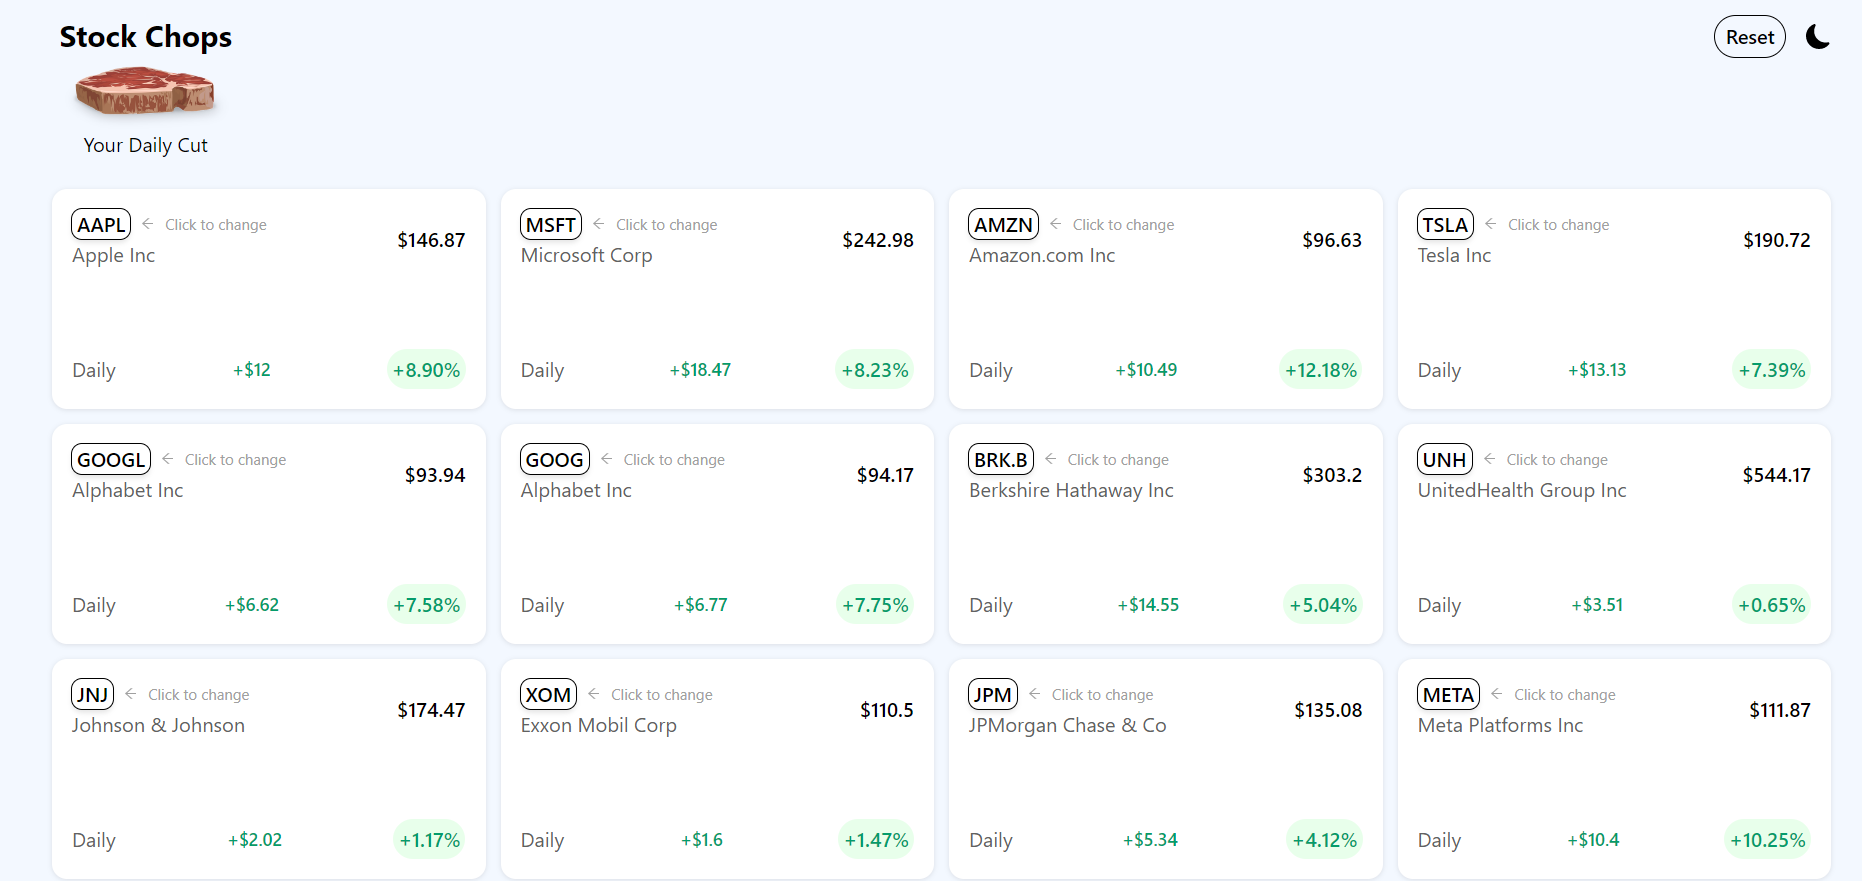 Stock Chops
Reset
Your Daily Cut
AAPL ← Click to change
$146.87
Apple Inc
Daily +$12 +8.90%
MSFT ← Click to change
$242.98
Microsoft Corp
Daily +$18.47 +8.23%
AMZN ← Click to change
$96.63
Amazon.com Inc
Daily +$10.49 +12.18%
TSLA ← Click to change
$190.72
Tesla Inc
Daily +$13.13 +7.39%
GOOGL ← Click to change
$93.94
Alphabet Inc
Daily +$6.62 +7.58%
GOOG ← Click to change
$94.17
Alphabet Inc
Daily +$6.77 +7.75%
BRK.B ← Click to change
$303.2
Berkshire Hathaway Inc
Daily +$14.55 +5.04%
UNH ← Click to change
$544.17
UnitedHealth Group Inc
Daily +$3.51 +0.65%
JNJ ← Click to change
$174.47
Johnson & Johnson
Daily +$2.02 +1.17%
XOM ← Click to change
$110.5
Exxon Mobil Corp
Daily +$1.6 +1.47%
JPM ← Click to change
$135.08
JPMorgan Chase & Co
Daily +$5.34 +4.12%
META ← Click to change
$111.87
Meta Platforms Inc
Daily +$10.4 +10.25%